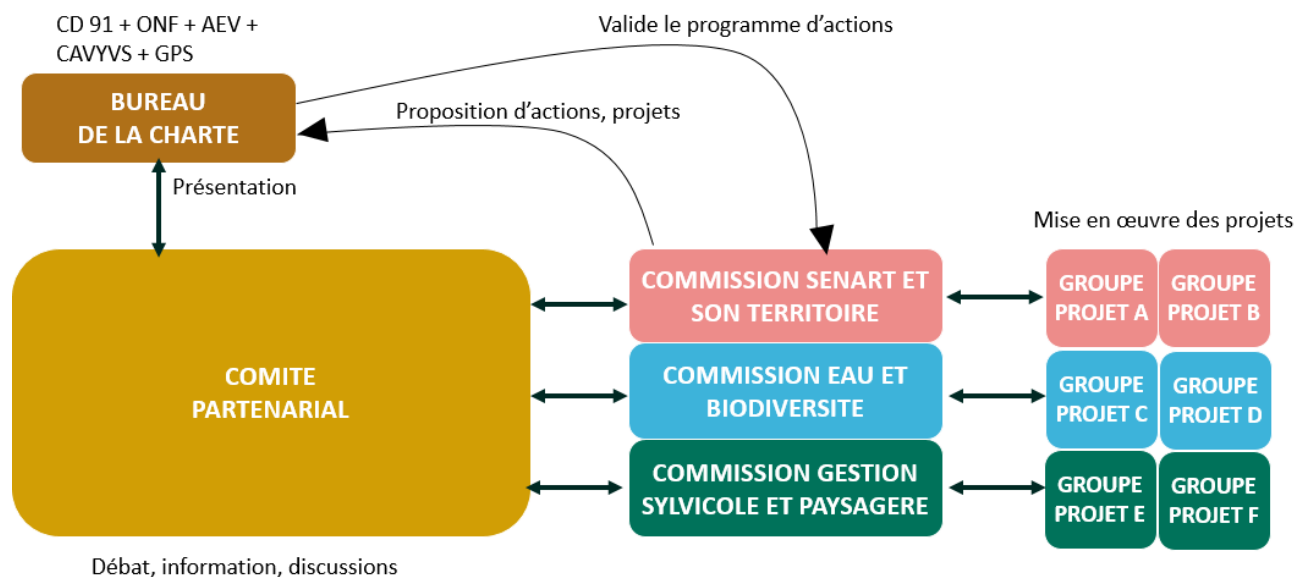 CD 91 + ONF + AEV +
CAVYVS + GPS
BUREAU
DE LA CHARTE
Valide le programme d’actions
Proposition d’actions, projets
Présentation
Mise en œuvre des projets
COMITE
PARTENARIAL
COMMISSION SENART ET
SON TERRITOIRE
COMMISSION EAU ET
BIODIVERSITE
COMMISSION GESTION
SYLVICOLE ET PAYSAGERE
GROUPE
PROJET A
GROUPE
PROJET B
GROUPE
PROJET C
GROUPE
PROJET D
GROUPE
PROJET E
GROUPE
PROJET F
Débat, information, discussions